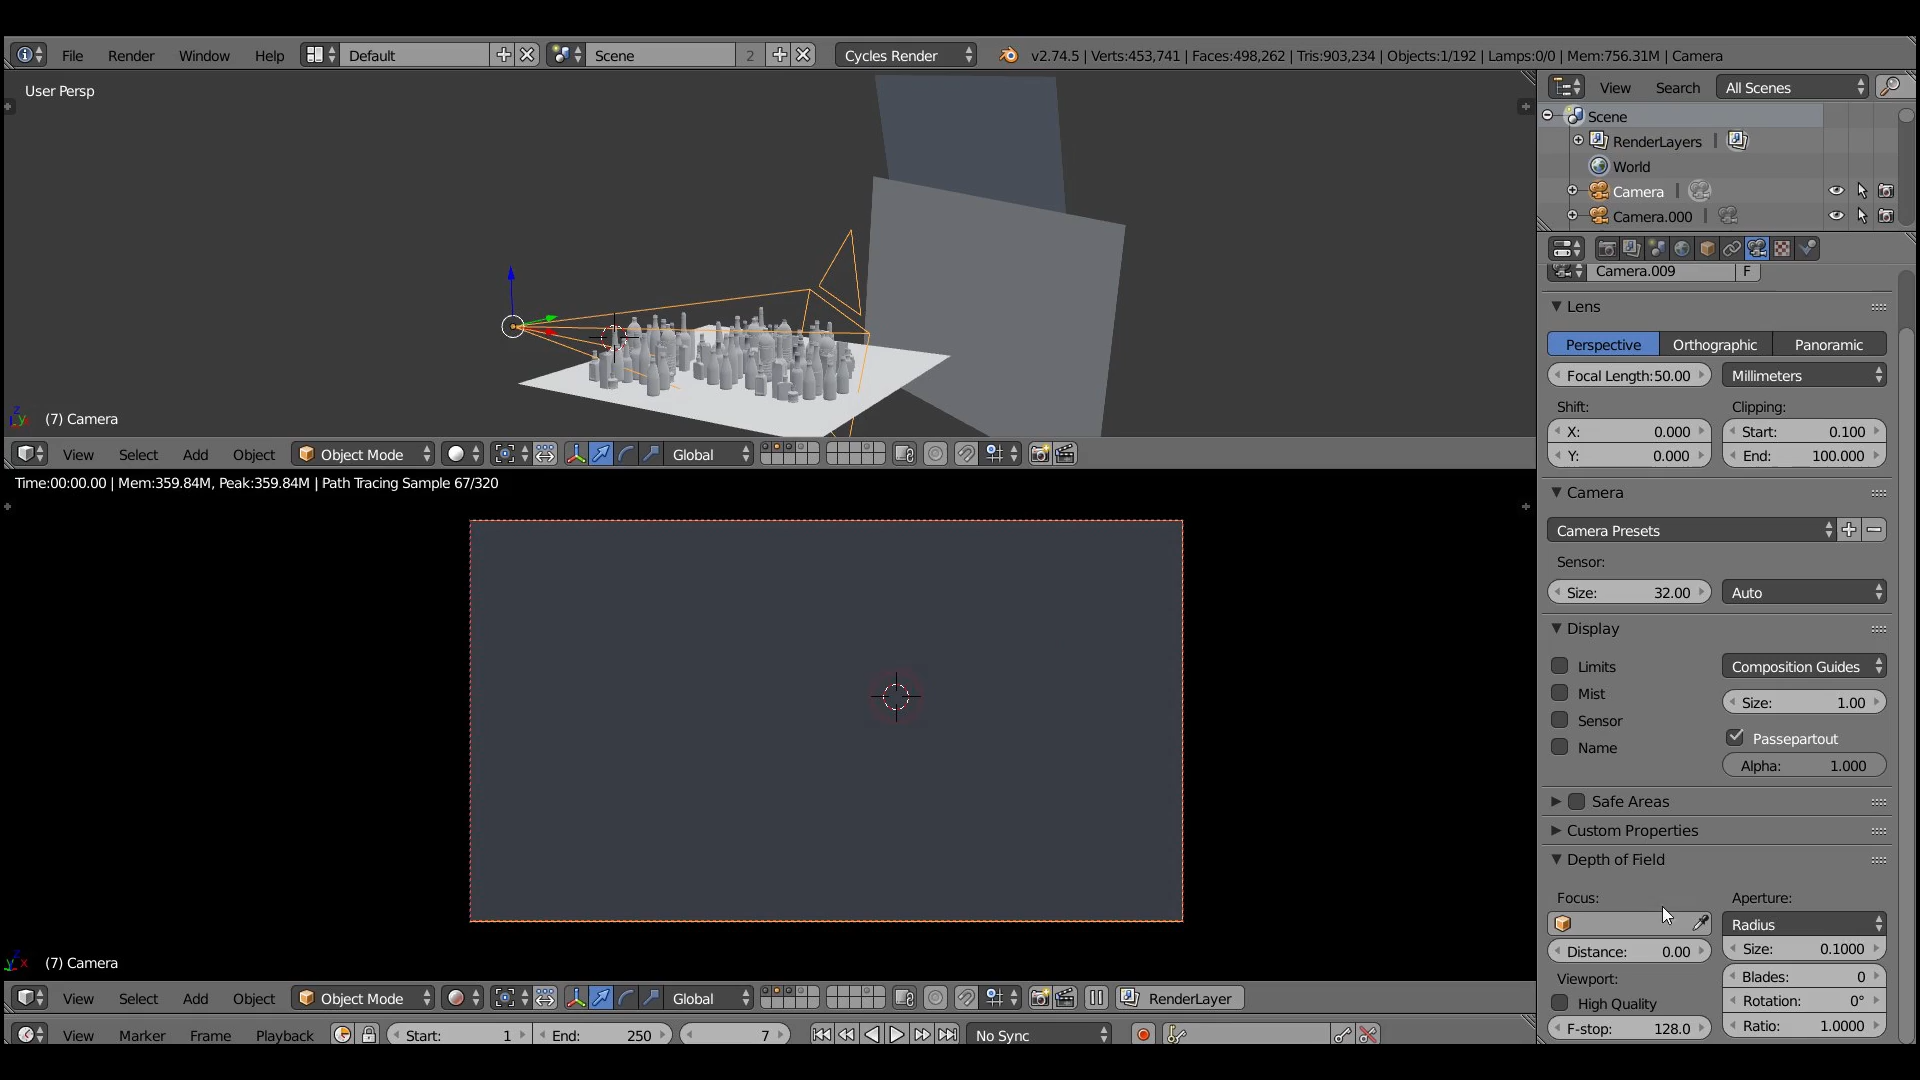 File Render Window Help Default Scene 2 Cycles Render v2.74.5 | Verts:453,741 | Faces:498,262 | Tris:903,234 | Objects:1/192 | Lamps:0/0 | Mem:756.31M | Camera
User Persp
(7) Camera
View Select Add Object Object Mode Global
Time:00:00.00 | Mem:359.84M, Peak:359.84M | Path Tracing Sample 67/320
(7) Camera
View Select Add Object Object Mode Global RenderLayer
View Marker Frame Playback Start: 1 End: 250 7 No Sync
View Search All Scenes
Scene
RenderLayers |
World
Camera |
Camera.000 |
Camera.009 F
Lens
Perspective Orthographic Panoramic
Focal Length:50.00 Millimeters
Shift: Clipping:
X: 0.000 Start: 0.100
Y: 0.000 End: 100.000
Camera
Camera Presets
Sensor:
Size: 32.00 Auto
Display
Limits Composition Guides
Mist Size: 1.00
Sensor Passepartout
Name Alpha: 1.000
Safe Areas
Custom Properties
Depth of Field
Focus: Aperture:
Radius
Distance: 0.00 Size: 0.1000
Viewport: Blades: 0
High Quality Rotation: 0°
F-stop: 128.0 Ratio: 1.0000